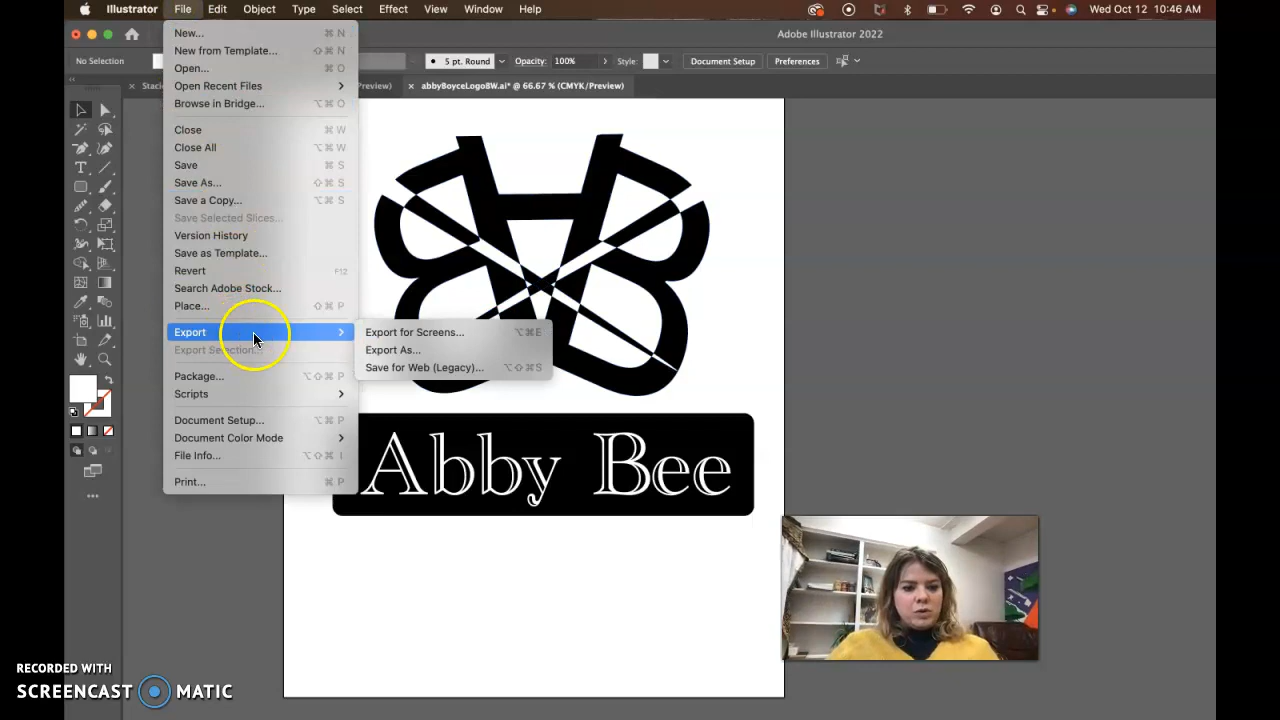 Illustrator File Edit Object Type Select Effect View Window Help Wed Oct 12 10:46 AM
Adobe Illustrator 2022
No Selection 5 pt. Round Opacity: 100% Style: Document Setup Preferences
× Stacie review) × abbyBoyceLogoBW.ai* @ 66.67 % (CMYK/Preview)
New... ⌘ N
New from Template... ⇧⌘ N
Open... ⌘ O
Open Recent Files
Browse in Bridge... ⌥⌘ O
Close ⌘ W
Close All ⌥⌘ W
Save ⌘ S
Save As... ⇧⌘ S
Save a Copy... ⌥⌘ S
Save Selected Slices...
Version History
Save as Template...
Revert F12
Search Adobe Stock...
Place... ⇧⌘ P
Export
Export Selection...
Package... ⌥⇧⌘ P
Scripts
Document Setup... ⌥⌘ P
Document Color Mode
File Info... ⌥⇧⌘ I
Print... ⌘ P
Export for Screens... ⌥⌘E
Export As...
Save for Web (Legacy)... ⌥⇧⌘S
Abby Bee
RECORDED WITH
SCREENCAST MATIC